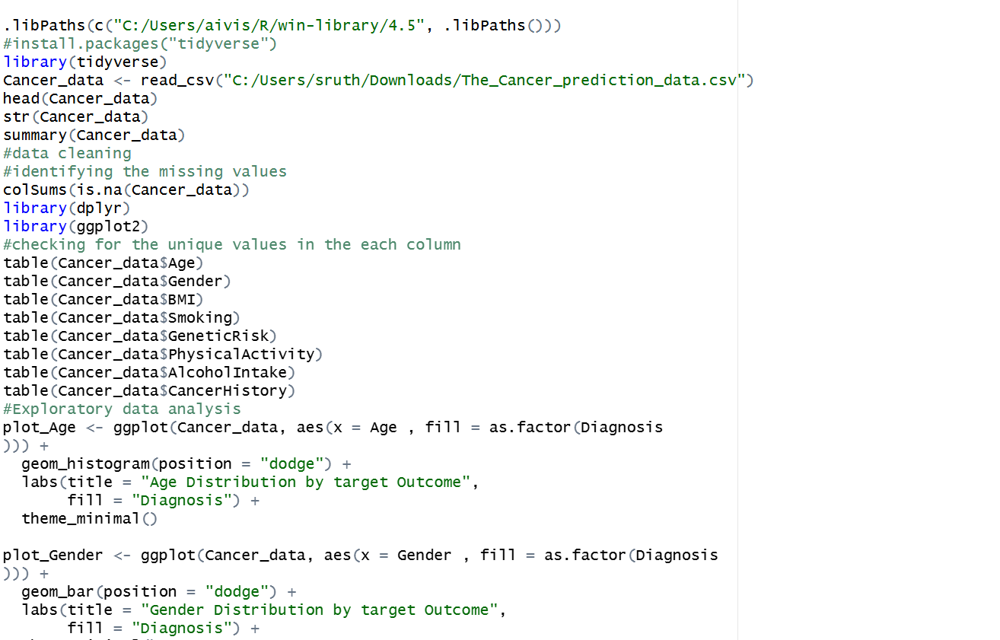 .libPaths(c("C:/Users/aivis/R/win-library/4.5", .libPaths()))
#install.packages("tidyverse")
library(tidyverse)
Cancer_data <- read_csv("C:/Users/sruth/Downloads/The_Cancer_prediction_data.csv")
head(Cancer_data)
str(Cancer_data)
summary(Cancer_data)
#data cleaning
#identifying the missing values
colSums(is.na(Cancer_data))
library(dplyr)
library(ggplot2)
#checking for the unique values in the each column
table(Cancer_data$Age)
table(Cancer_data$Gender)
table(Cancer_data$BMI)
table(Cancer_data$Smoking)
table(Cancer_data$GeneticRisk)
table(Cancer_data$PhysicalActivity)
table(Cancer_data$AlcoholIntake)
table(Cancer_data$CancerHistory)
#Exploratory data analysis
plot_Age <- ggplot(Cancer_data, aes(x = Age , fill = as.factor(Diagnosis
))) +
  geom_histogram(position = "dodge") +
  labs(title = "Age Distribution by target Outcome",
       fill = "Diagnosis") +
  theme_minimal()

plot_Gender <- ggplot(Cancer_data, aes(x = Gender , fill = as.factor(Diagnosis
))) +
  geom_bar(position = "dodge") +
  labs(title = "Gender Distribution by target Outcome",
       fill = "Diagnosis") +